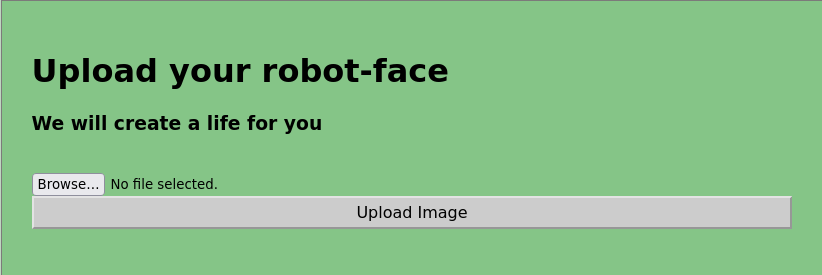 Upload your robot-face
We will create a life for you
Browse... No file selected.
Upload Image